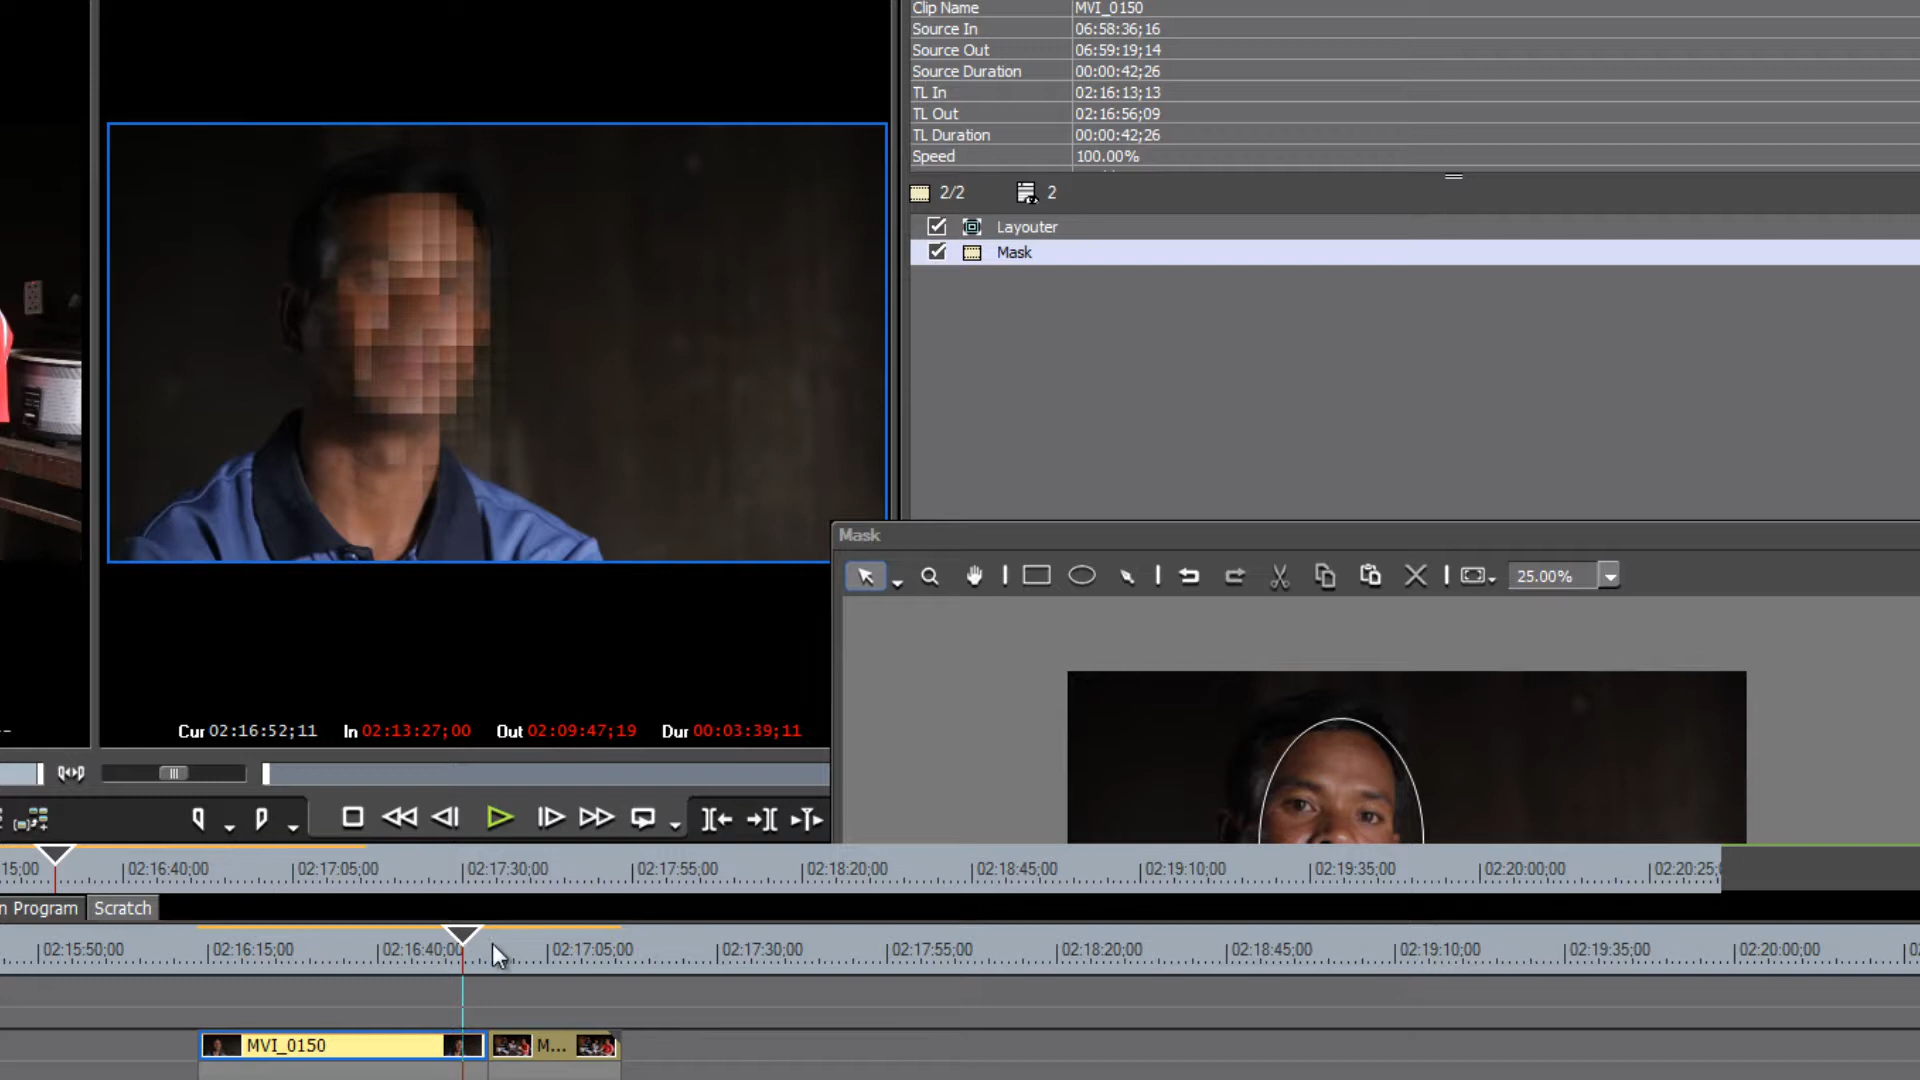 Clip Name MVI_0150
Source In 06:58:36;16
Source Out 06:59:19;14
Source Duration 00:00:42;26
TL In 02:16:13;13
TL Out 02:16:56;09
TL Duration 00:00:42;26
Speed 100.00%
2/2 2
Layouter
Mask
Mask
25.00%
Cur 02:16:52;11 In 02:13:27;00 Out 02:09:47;19 Dur 00:03:39;11
15;00 02:16:40;00 02:17:05;00 02:17:30;00 02:17:55;00 02:18:20;00 02:18:45;00 02:19:10;00 02:19:35;00 02:20:00;00 02:20:25;
n Program Scratch
02:15:50;00 02:16:15;00 02:16:40;00 02:17:05;00 02:17:30;00 02:17:55;00 02:18:20;00 02:18:45;00 02:19:10;00 02:19:35;00 02:20:00;00
MVI_0150 M...